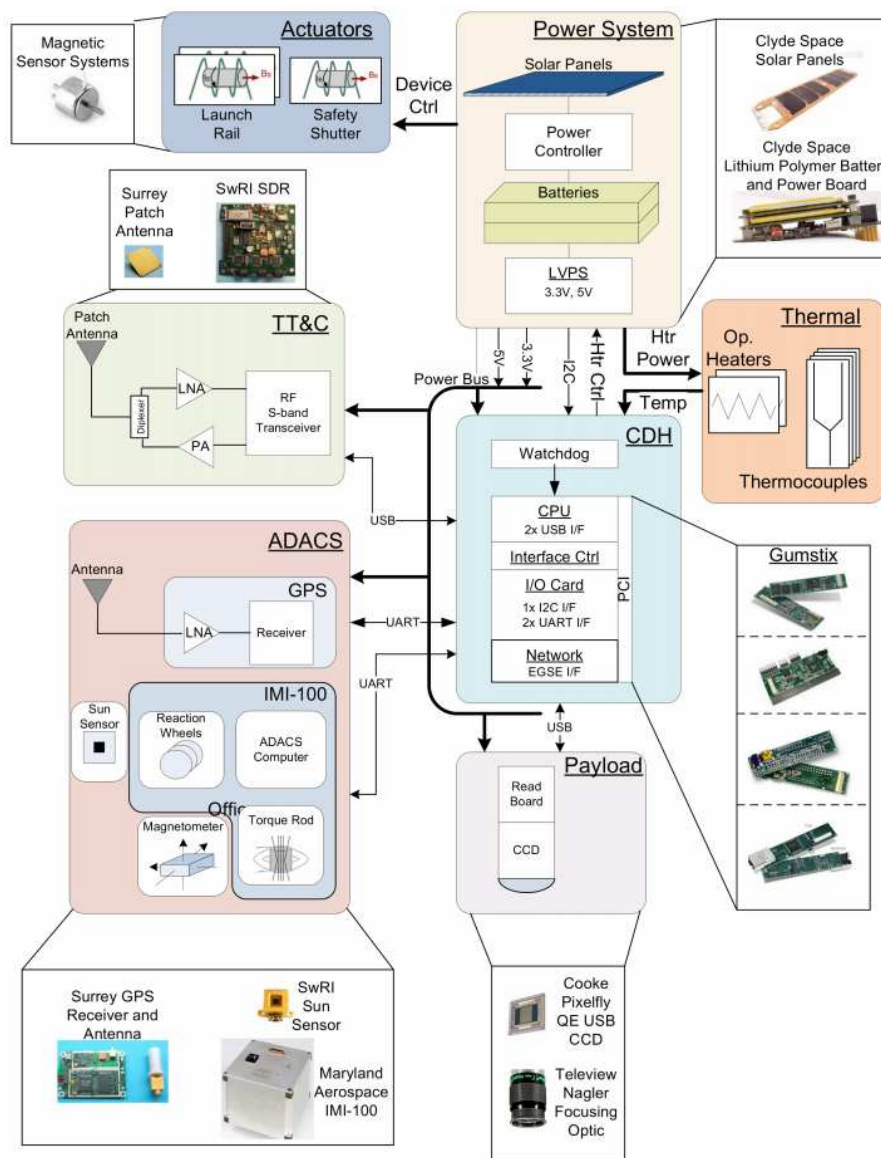 Magnetic
Sensor Systems
Actuators
Launch
Rail
Safety
Shutter
Device
Ctrl
Power System
Solar Panels
Power
Controller
Batteries
LVPS
3.3V, 5V
Clyde Space
Solar Panels
Clyde Space
Lithium Polymer Batter
and Power Board
Surrey
Patch
Antenna
SwRI SDR
TT&C
Patch
Antenna
LNA
Diplexer
PA
RF
S-band
Transceiver
Power Bus
5V
3.3V
I2C
Htr Ctrl
Htr
Power
Temp
Thermal
Op.
Heaters
Thermocouples
USB
CDH
Watchdog
CPU
2x USB I/F
Interface Ctrl
I/O Card
1x I2C I/F
2x UART I/F
Network
EGSE I/F
PCI
Gumstix
ADACS
Antenna
GPS
LNA
Receiver
UART
UART
IMI-100
Sun
Sensor
Reaction
Wheels
ADACS
Computer
Offic
Magnetometer
Torque Rod
USB
Payload
Read
Board
CCD
Surrey GPS
Receiver and
Antenna
SwRI
Sun
Sensor
Maryland
Aerospace
IMI-100
Cooke
Pixelfly
QE USB
CCD
Teleview
Nagler
Focusing
Optic